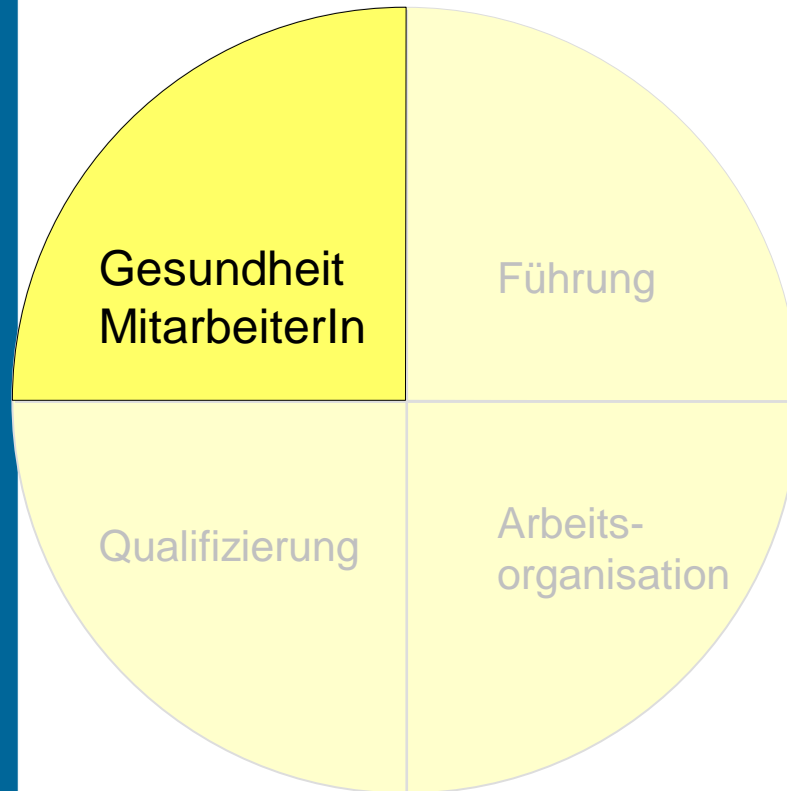 Gesundheit
MitarbeiterIn
Führung
Qualifizierung
Arbeits-
organisation